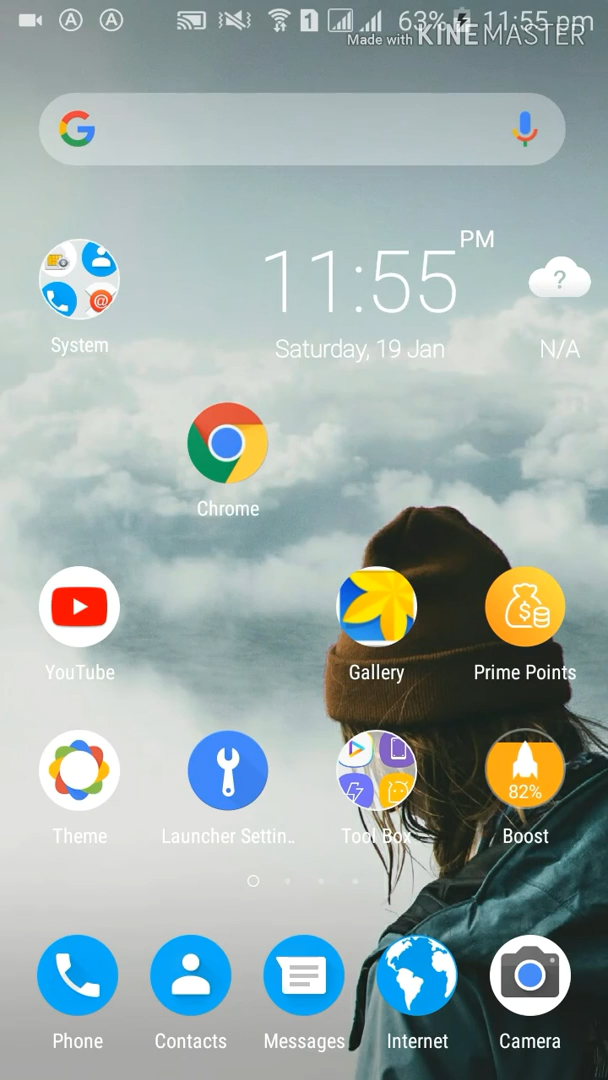 1 63% 11:55 pm
Made with KINEMASTER
G
11:55 PM
Saturday, 19 Jan
?
N/A
System
Chrome
YouTube
Gallery
Prime Points
82%
Theme
Launcher Settin..
Tool Box
Boost
Phone
Contacts
Messages
Internet
Camera